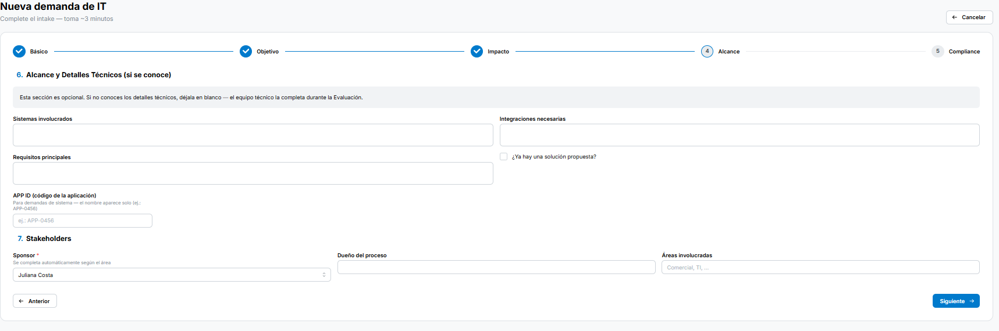 Nueva demanda de IT
Complete el intake — toma ~3 minutos
← Cancelar
Básico
Objetivo
Impacto
4 Alcance
5 Compliance
6. Alcance y Detalles Técnicos (si se conoce)
Esta sección es opcional. Si no conoces los detalles técnicos, déjala en blanco — el equipo técnico la completa durante la Evaluación.
Sistemas involucrados
Integraciones necesarias
Requisitos principales
¿Ya hay una solución propuesta?
APP ID (código de la aplicación)
Para demandas de sistema — el nombre aparece solo (ej.:
APP-0456)
ej.: APP-0456
7. Stakeholders
Sponsor *
Se completa automáticamente según el área
Juliana Costa
Dueño del proceso
Áreas involucradas
Comercial, TI, ...
← Anterior
Siguiente →